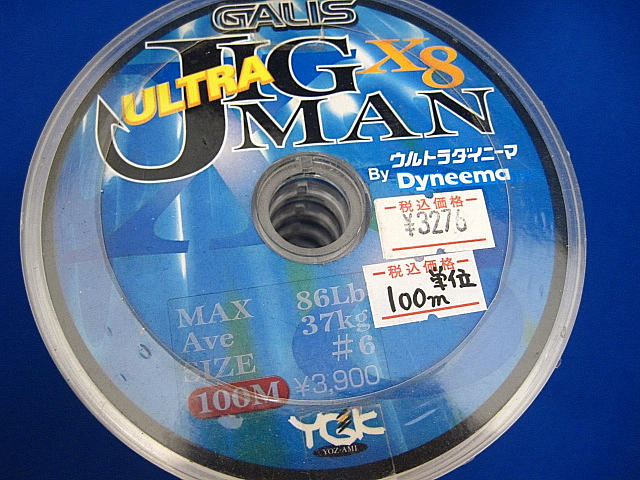 GALIS
ULTRA
JIG
MAN
X8
ウルトラダイニーマ
By Dyneema
税込価格
¥3276
税込価格
単位
100m
MAX 86Lb
Ave 37kg
SIZE #6
100M ¥3,900
YGK
YOZ-AMI